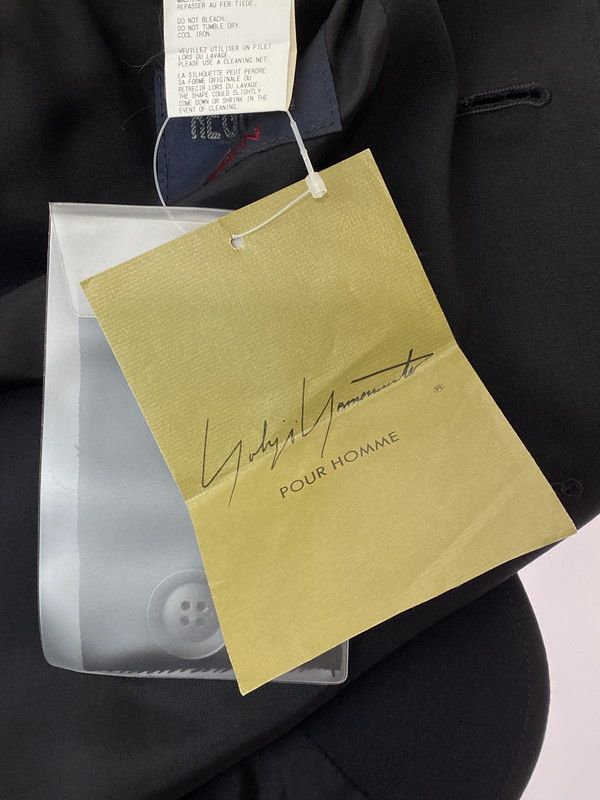 REPASSER AU FER TIEDE.
DO NOT BLEACH.
DO NOT TUMBLE DRY.
COOL IRON.
VEUILLEZ UTILISER UN FILET
LORS DU LAVAGE.
PLEASE USE A CLEANING NET.
LA SILHOUETTE PEUT PERDRE
SA FORME ORIGINALE OU
RETRECIR LORS DU LAVAGE.
THE SHAPE COULD SLIGHTLY
COME DOWN OR SHRINK IN THE
EVENT OF CLEANING.
Yohji Yamamoto ®
POUR HOMME